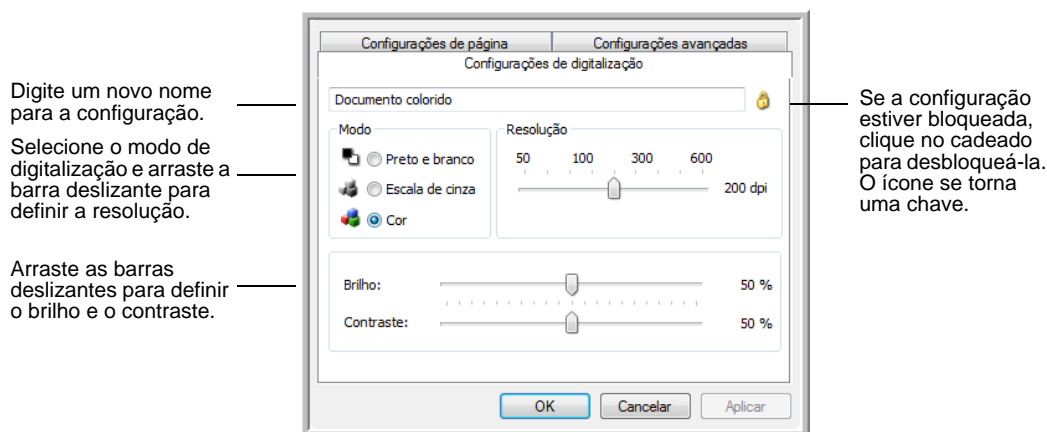 Configurações de página
Configurações avançadas
Configurações de digitalização
Digite um novo nome
para a configuração.
Selecione o modo de
digitalização e arraste a
barra deslizante para
definir a resolução.
Arraste as barras
deslizantes para definir
o brilho e o contraste.
Documento colorido
Modo
Preto e branco
Escala de cinza
Cor
Resolução
50 100 300 600
200 dpi
Brilho:
50 %
Contraste:
50 %
OK
Cancelar
Aplicar
Se a configuração
estiver bloqueada,
clique no cadeado
para desbloqueá-la.
O ícone se torna
uma chave.